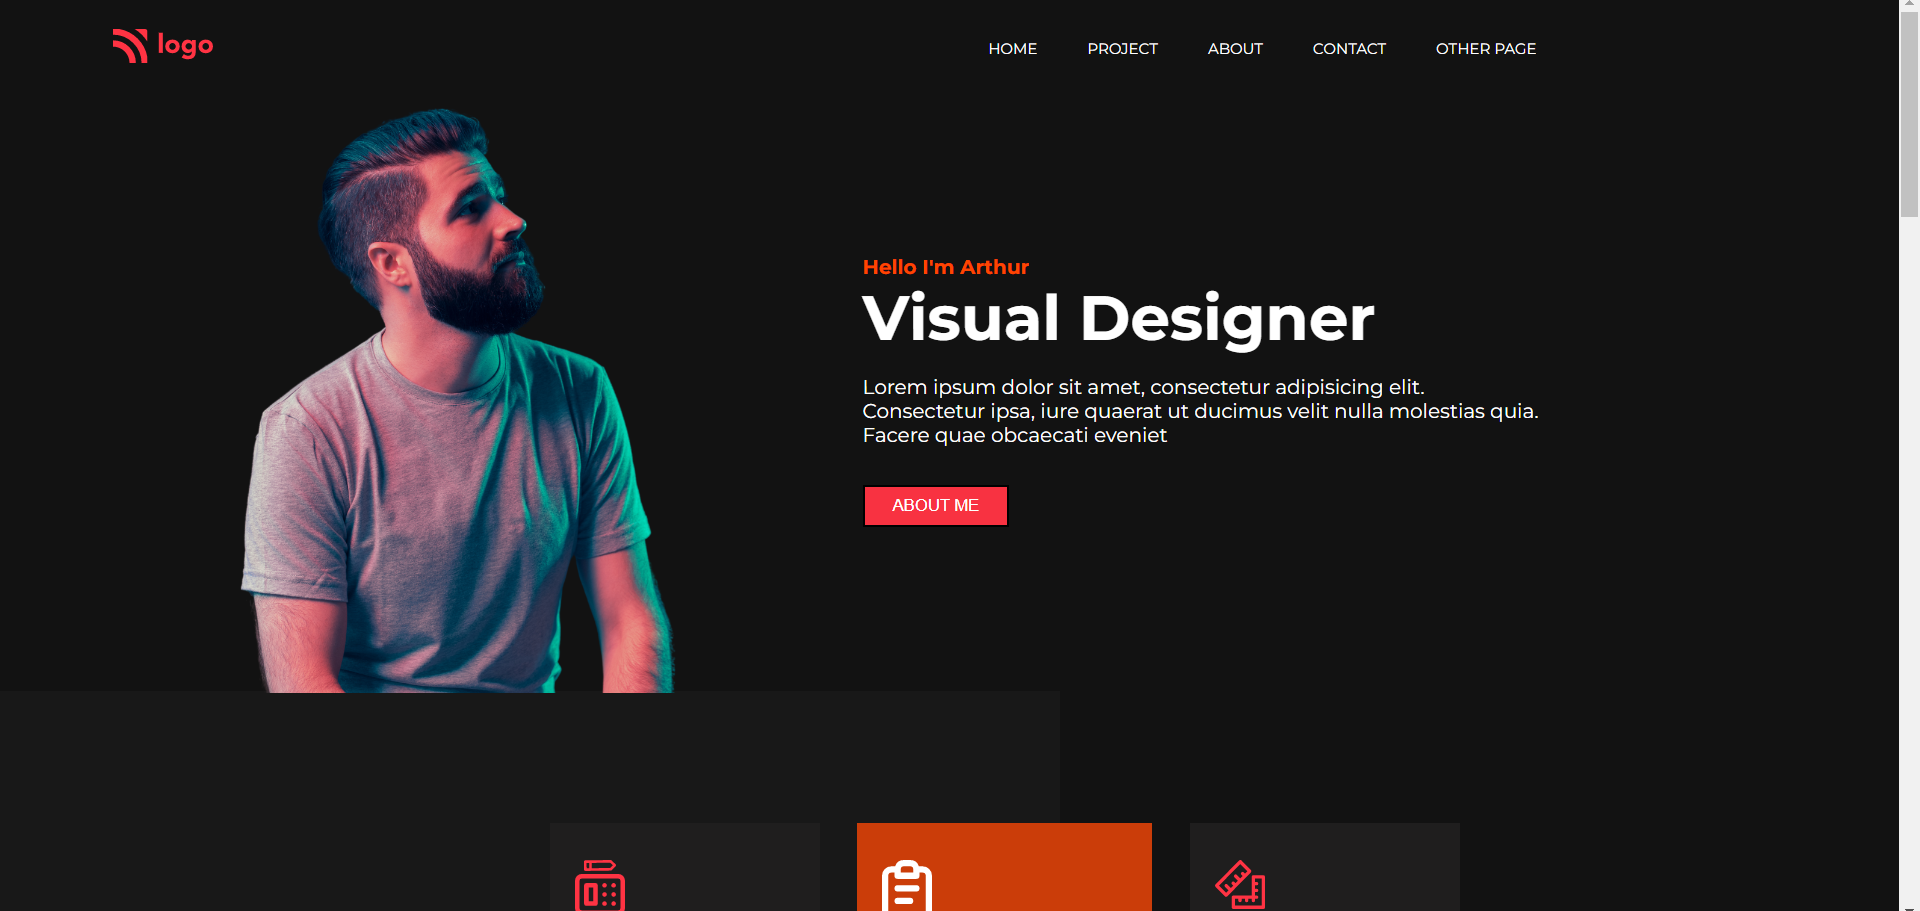 logo
HOME PROJECT ABOUT CONTACT OTHER PAGE
Hello I'm Arthur
Visual Designer
Lorem ipsum dolor sit amet, consectetur adipisicing elit.
Consectetur ipsa, iure quaerat ut ducimus velit nulla molestias quia.
Facere quae obcaecati eveniet
ABOUT ME